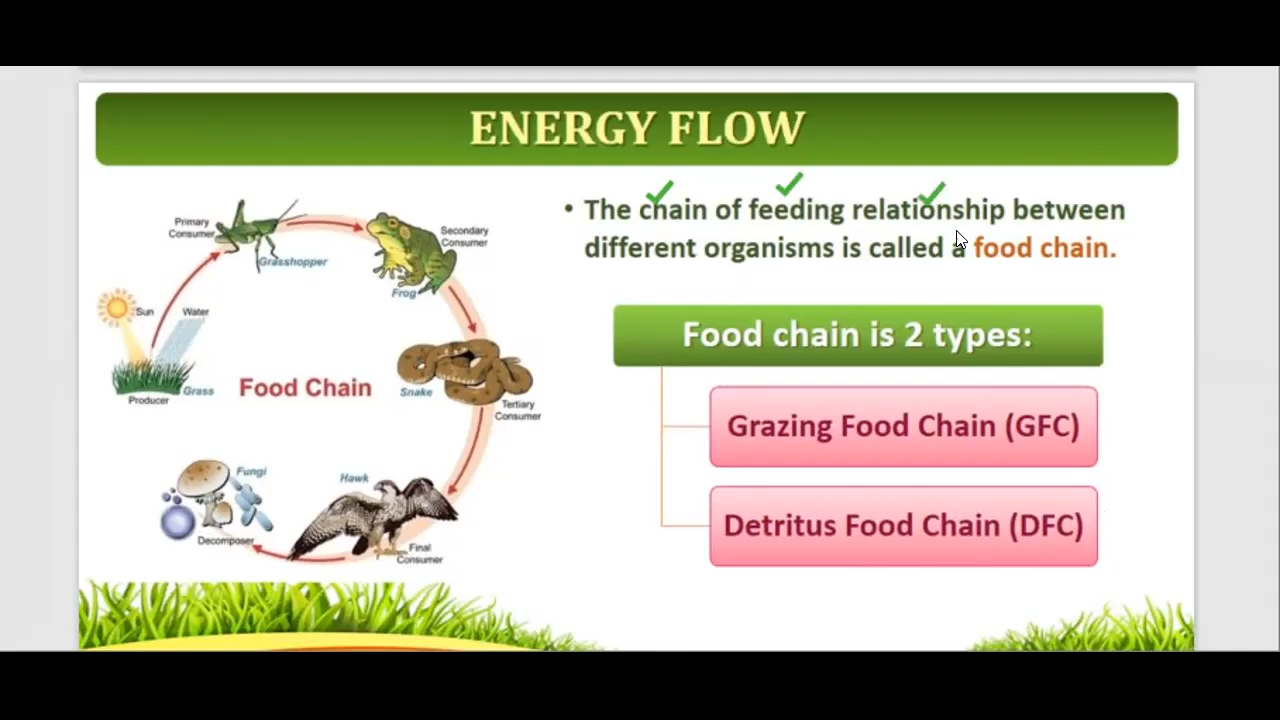 ENERGY FLOW
• The chain of feeding relationship between
different organisms is called a food chain.
Food chain is 2 types:
Grazing Food Chain (GFC)
Detritus Food Chain (DFC)
Primary
Consumer
Grasshopper
Secondary
Consumer
Frog
Sun
Water
Grass
Producer
Food Chain
Snake
Tertiary
Consumer
Hawk
Final
Consumer
Fungi
Decomposer